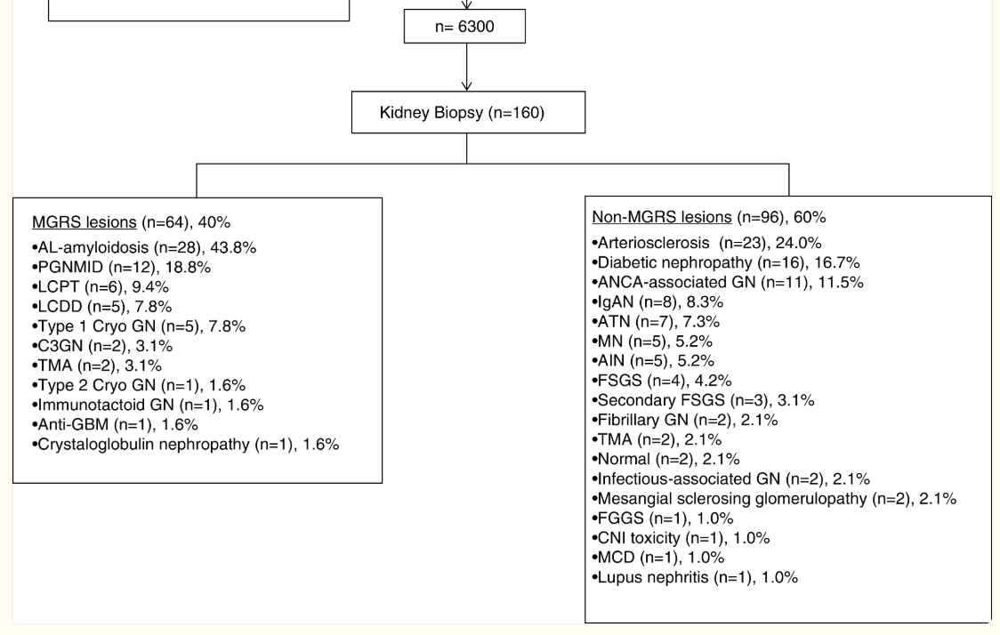 n= 6300
Kidney Biopsy (n=160)
MGRS lesions (n=64), 40%
•AL-amyloidosis (n=28), 43.8%
•PGNMID (n=12), 18.8%
•LCPT (n=6), 9.4%
•LCDD (n=5), 7.8%
•Type 1 Cryo GN (n=5), 7.8%
•C3GN (n=2), 3.1%
•TMA (n=2), 3.1%
•Type 2 Cryo GN (n=1), 1.6%
•Immunotactoid GN (n=1), 1.6%
•Anti-GBM (n=1), 1.6%
•Crystaloglobulin nephropathy (n=1), 1.6%
Non-MGRS lesions (n=96), 60%
•Arteriosclerosis  (n=23), 24.0%
•Diabetic nephropathy (n=16), 16.7%
•ANCA-associated GN (n=11), 11.5%
•IgAN (n=8), 8.3%
•ATN (n=7), 7.3%
•MN (n=5), 5.2%
•AIN (n=5), 5.2%
•FSGS (n=4), 4.2%
•Secondary FSGS (n=3), 3.1%
•Fibrillary GN (n=2), 2.1%
•TMA (n=2), 2.1%
•Normal (n=2), 2.1%
•Infectious-associated GN (n=2), 2.1%
•Mesangial sclerosing glomerulopathy (n=2), 2.1%
•FGGS (n=1), 1.0%
•CNI toxicity (n=1), 1.0%
•MCD (n=1), 1.0%
•Lupus nephritis (n=1), 1.0%